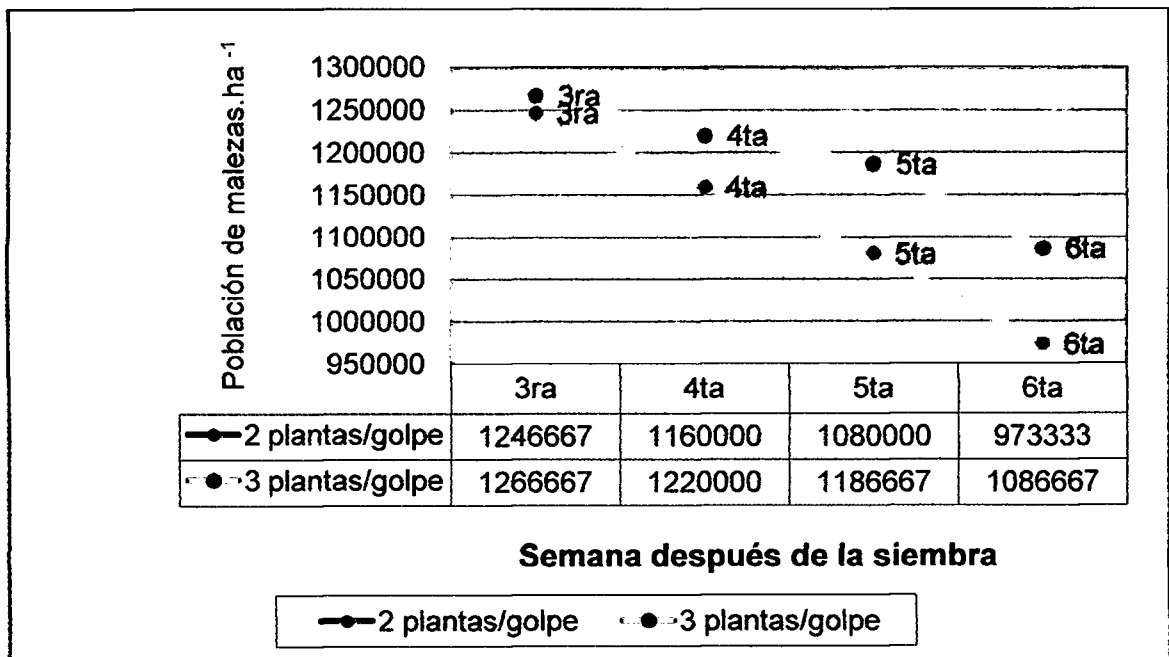 Población de malezas.ha ⁻¹
1300000
1250000
1200000
1150000
1100000
1050000
1000000
950000
3ra
3ra
4ta
4ta
5ta
5ta
6ta
6ta
3ra 4ta 5ta 6ta
2 plantas/golpe 1246667 1160000 1080000 973333
3 plantas/golpe 1266667 1220000 1186667 1086667
Semana después de la siembra
2 plantas/golpe 3 plantas/golpe